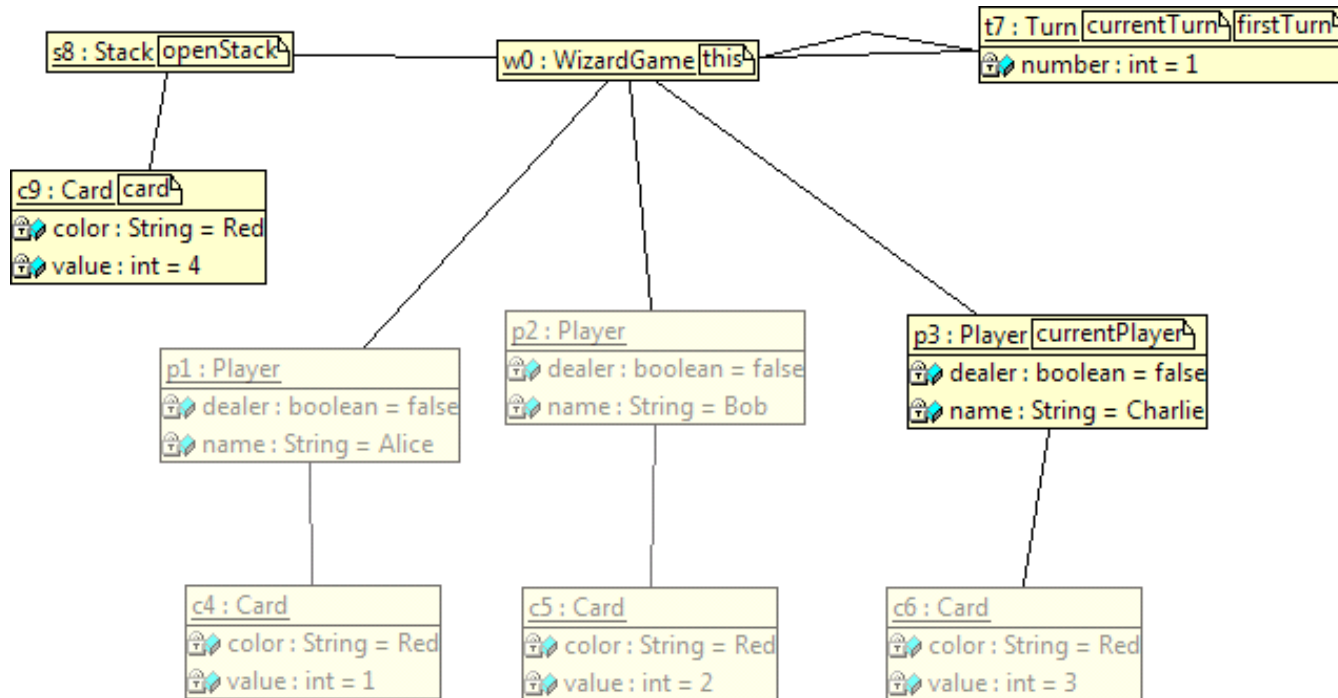 s8 : Stack openStack
w0 : WizardGame this
t7 : Turn currentTurn firstTurn
number : int = 1
c9 : Card card
color : String = Red
value : int = 4
p1 : Player
dealer : boolean = false
name : String = Alice
p2 : Player
dealer : boolean = false
name : String = Bob
p3 : Player currentPlayer
dealer : boolean = false
name : String = Charlie
c4 : Card
color : String = Red
value : int = 1
c5 : Card
color : String = Red
value : int = 2
c6 : Card
color : String = Red
value : int = 3